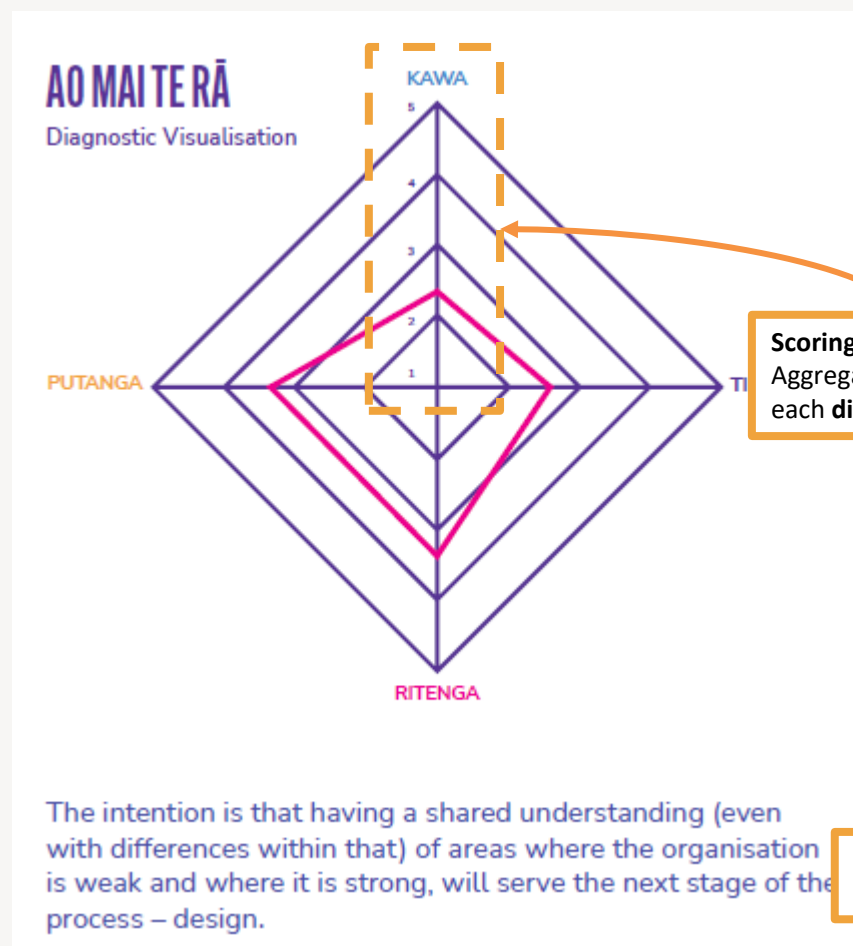 AO MAI TE RĀ
Diagnostic Visualisation
KAWA
5
4
3
2
1
PUTANGA
TI
RITENGA
Scoring
Aggrega
each di
The intention is that having a shared understanding (even
with differences within that) of areas where the organisation
is weak and where it is strong, will serve the next stage of the
process – design.